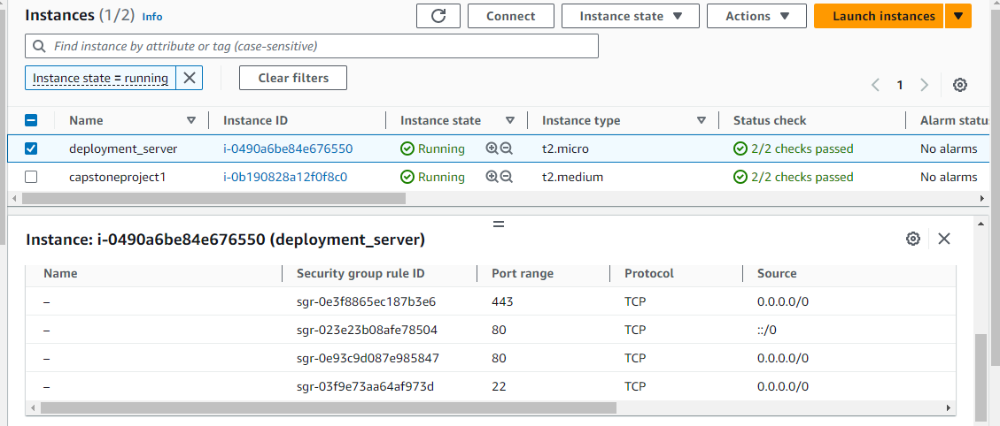 Instances (1/2) Info Connect Instance state Actions Launch instances
Find instance by attribute or tag (case-sensitive)
Instance state = running Clear filters
1
Name Instance ID Instance state Instance type Status check Alarm status
deployment_server i-0490a6be84e676550 Running t2.micro 2/2 checks passed No alarms
capstoneproject1 i-0b190828a12f0f8c0 Running t2.medium 2/2 checks passed No alarms
Instance: i-0490a6be84e676550 (deployment_server)
Name Security group rule ID Port range Protocol Source
– sgr-0e3f8865ec187b3e6 443 TCP 0.0.0.0/0
– sgr-023e23b08afe78504 80 TCP ::/0
– sgr-0e93c9d087e985847 80 TCP 0.0.0.0/0
– sgr-03f9e73aa64af973d 22 TCP 0.0.0.0/0